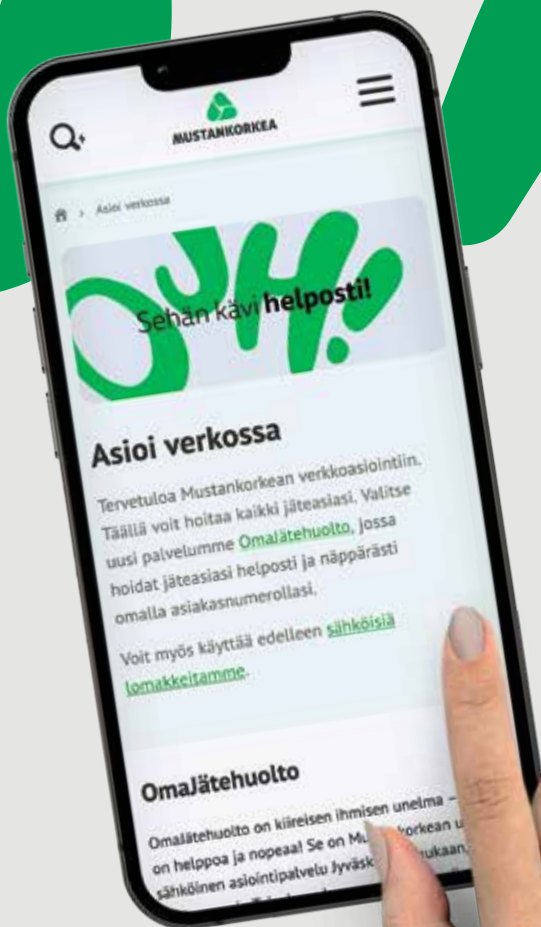 MUSTANKORKEA
Asioi verkossa
OUH!
Sehän kävi helposti!
Asioi verkossa
Tervetuloa Mustankorkean verkkoasiointiin.
Täällä voit hoitaa kaikki jäteasiasi. Valitse
uusi palvelumme OmaJätehuolto, jossa
hoidat jäteasiasi helposti ja näppärästi
omalla asiakasnumerollasi.
Voit myös käyttää edelleen sähköisiä
lomakkeitamme.
OmaJätehuolto
OmaJätehuolto on kiireisen ihmisen unelma –
on helppoa ja nopeaa! Se on
sähköinen asiointipalvelu